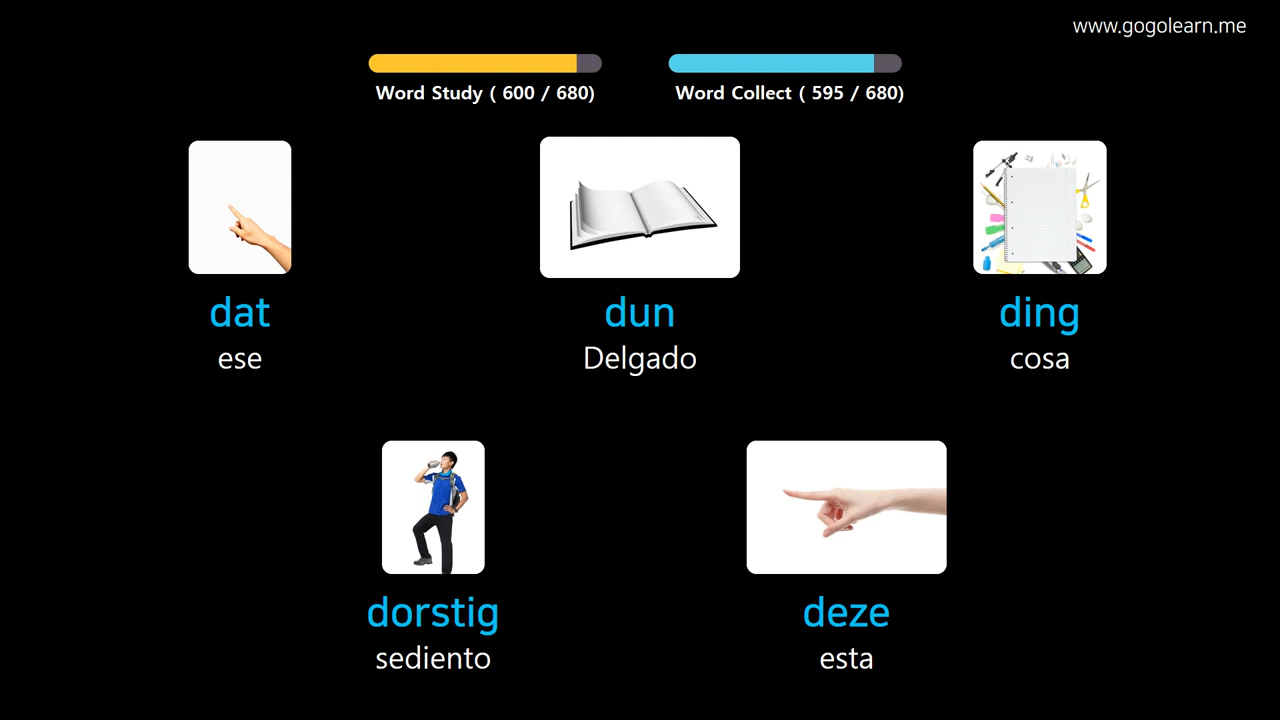 www.gogolearn.me
Word Study ( 600 / 680)
Word Collect ( 595 / 680)
dat
ese
dun
Delgado
ding
cosa
dorstig
sediento
deze
esta